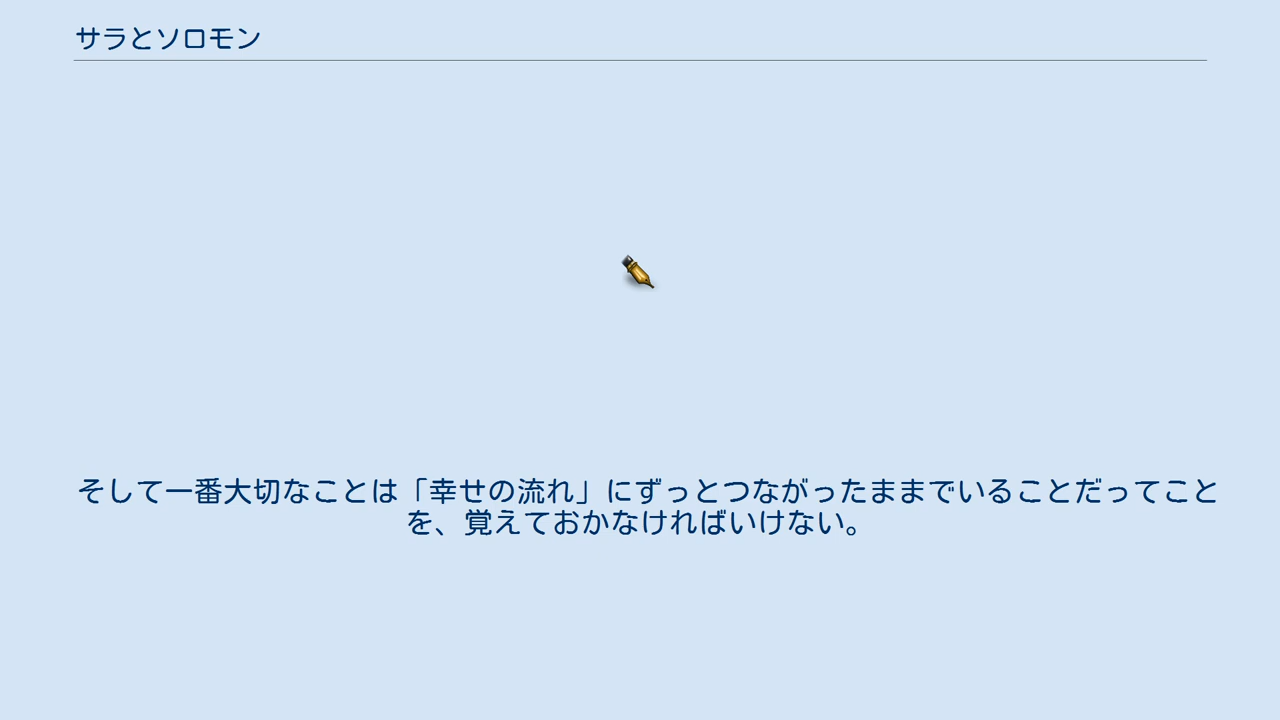 サラとソロモン
そして一番大切なことは「幸せの流れ」にずっとつながったままでいることだってこと
を、覚えておかなければいけない。